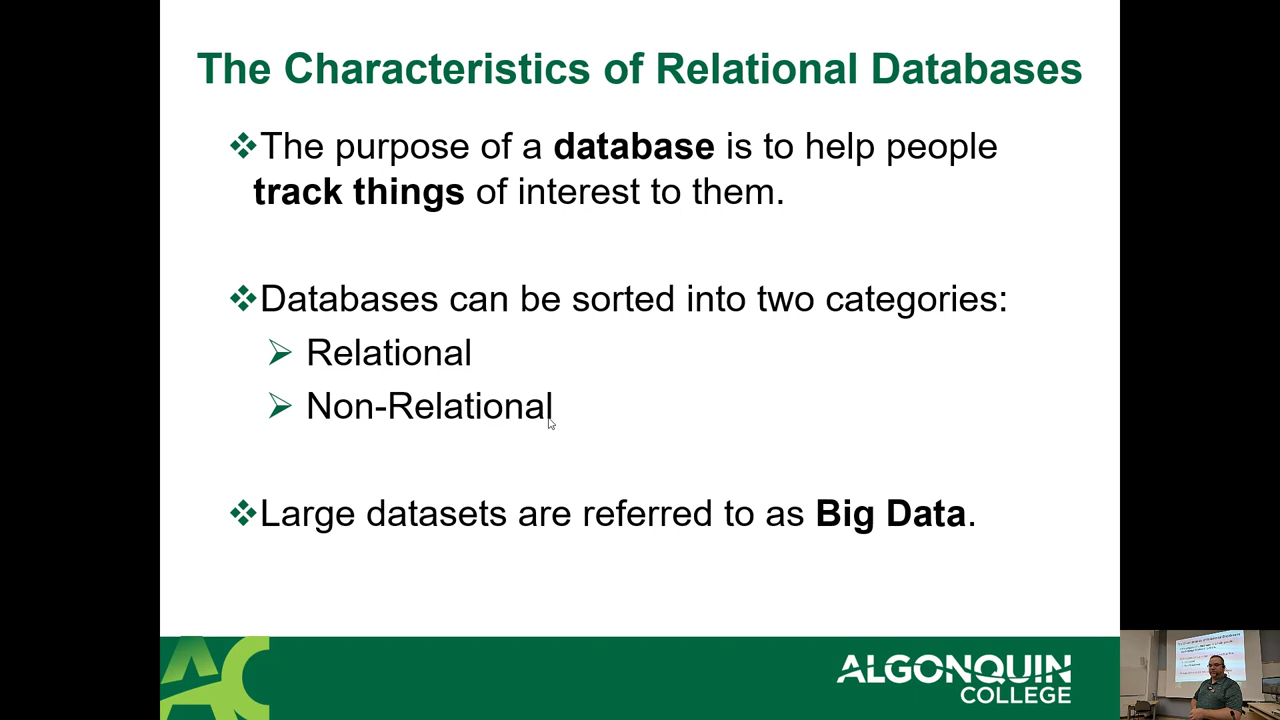 The Characteristics of Relational Databases
❖The purpose of a database is to help people
track things of interest to them.
❖Databases can be sorted into two categories:
➢ Relational
➢ Non-Relational
❖Large datasets are referred to as Big Data.
AC
ALGONQUIN
COLLEGE